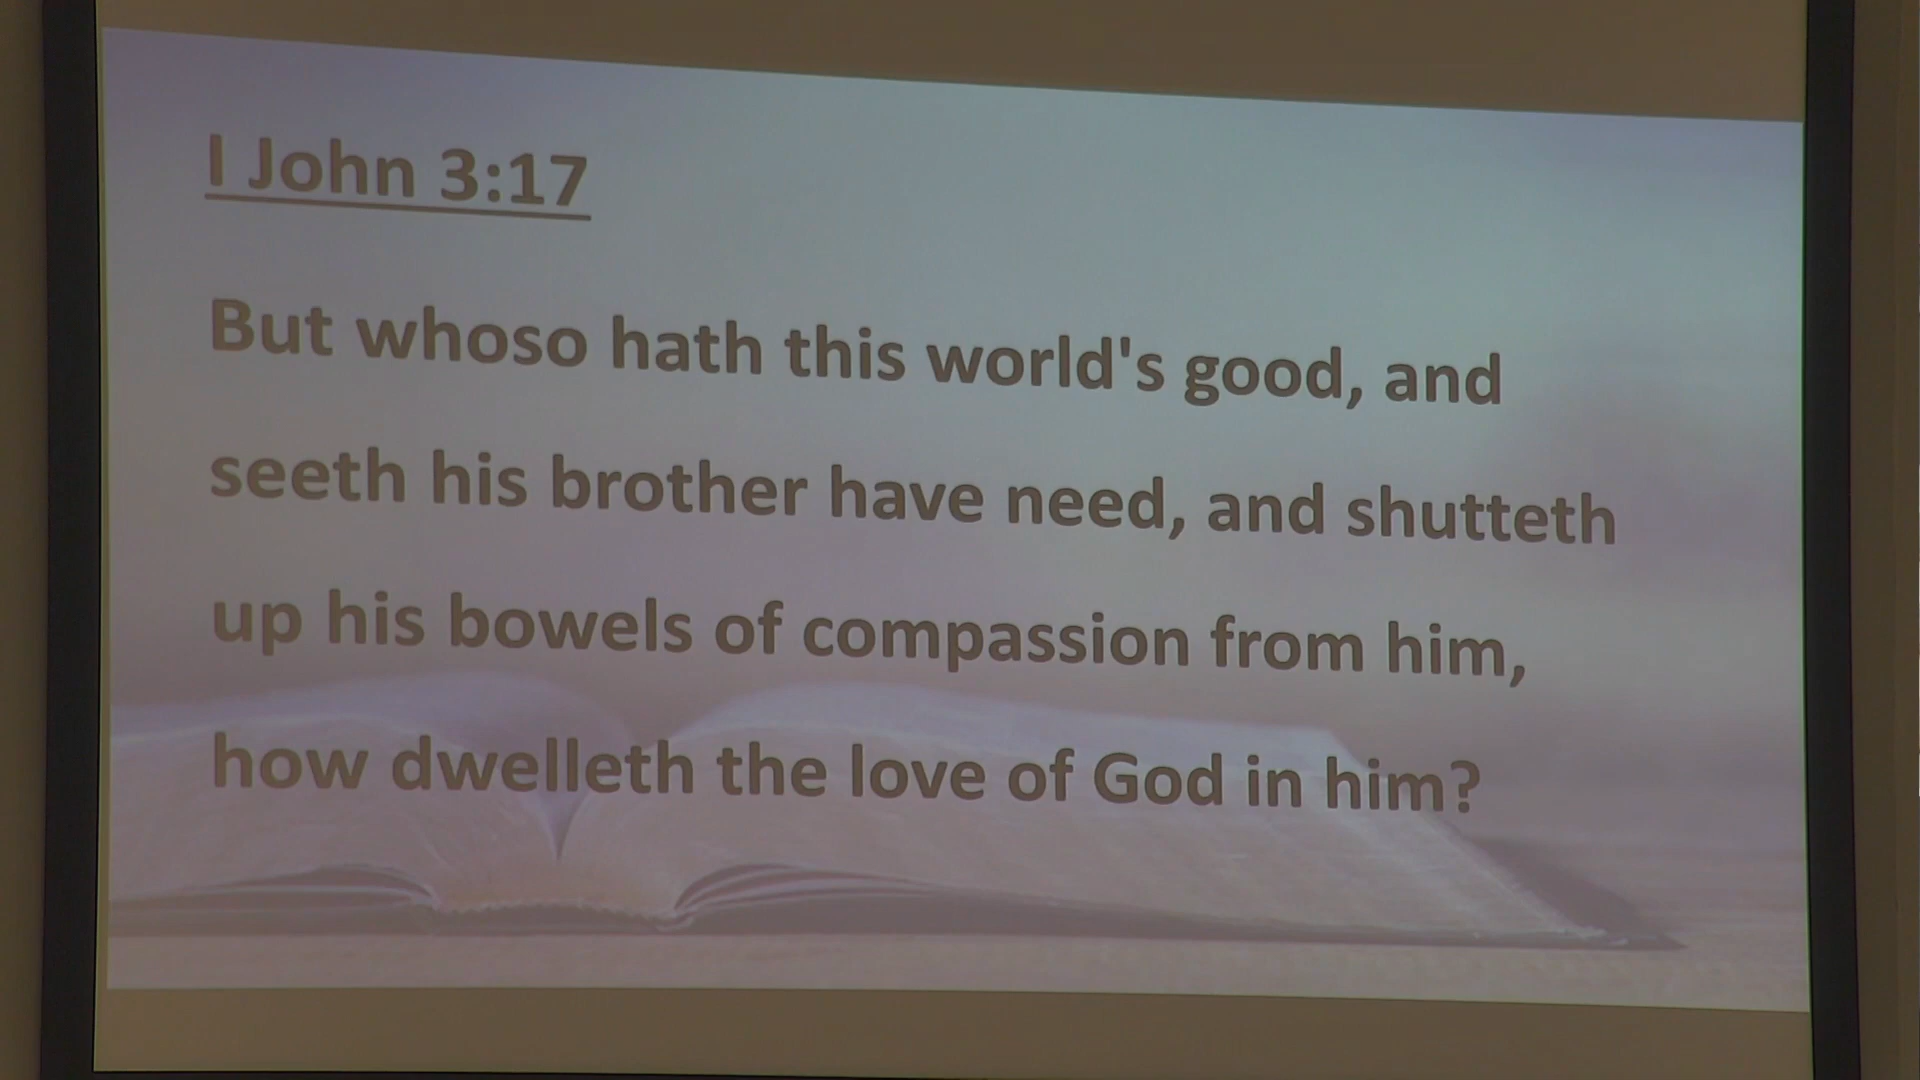 I John 3:17
But whoso hath this world's good, and
seeth his brother have need, and shutteth
up his bowels of compassion from him,
how dwelleth the love of God in him?